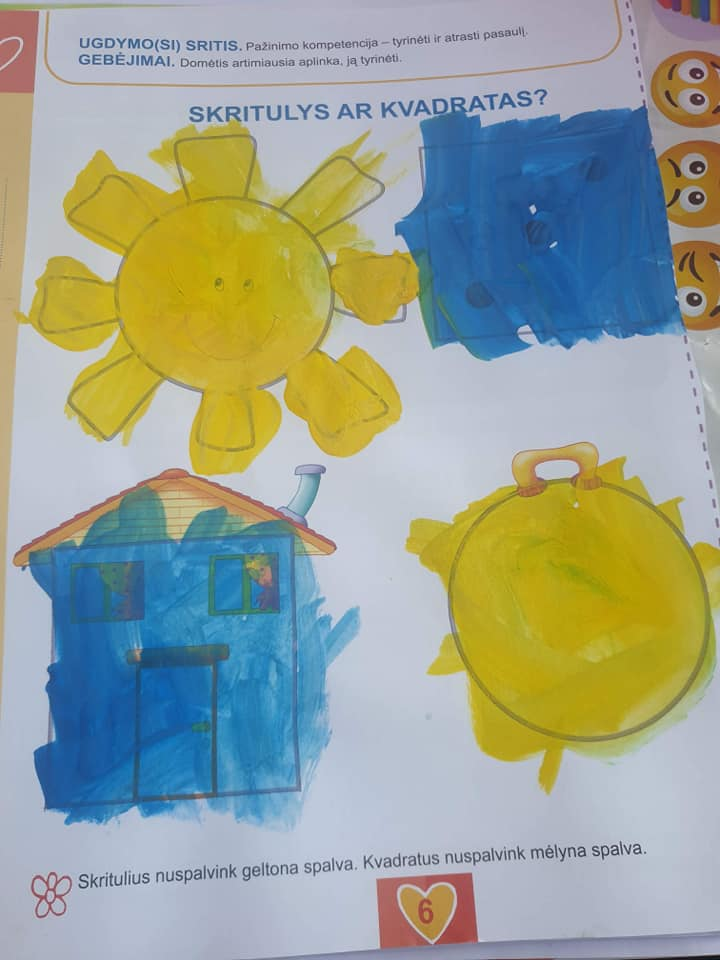 UGDYMO(SI) SRITIS. Pažinimo kompetencija – tyrinėti ir atrasti pasaulį.
GEBĖJIMAI. Domėtis artimiausia aplinka, ją tyrinėti.
SKRITULYS AR KVADRATAS?
Skritulius nuspalvink geltona spalva. Kvadratus nuspalvink mėlyna spalva.
6